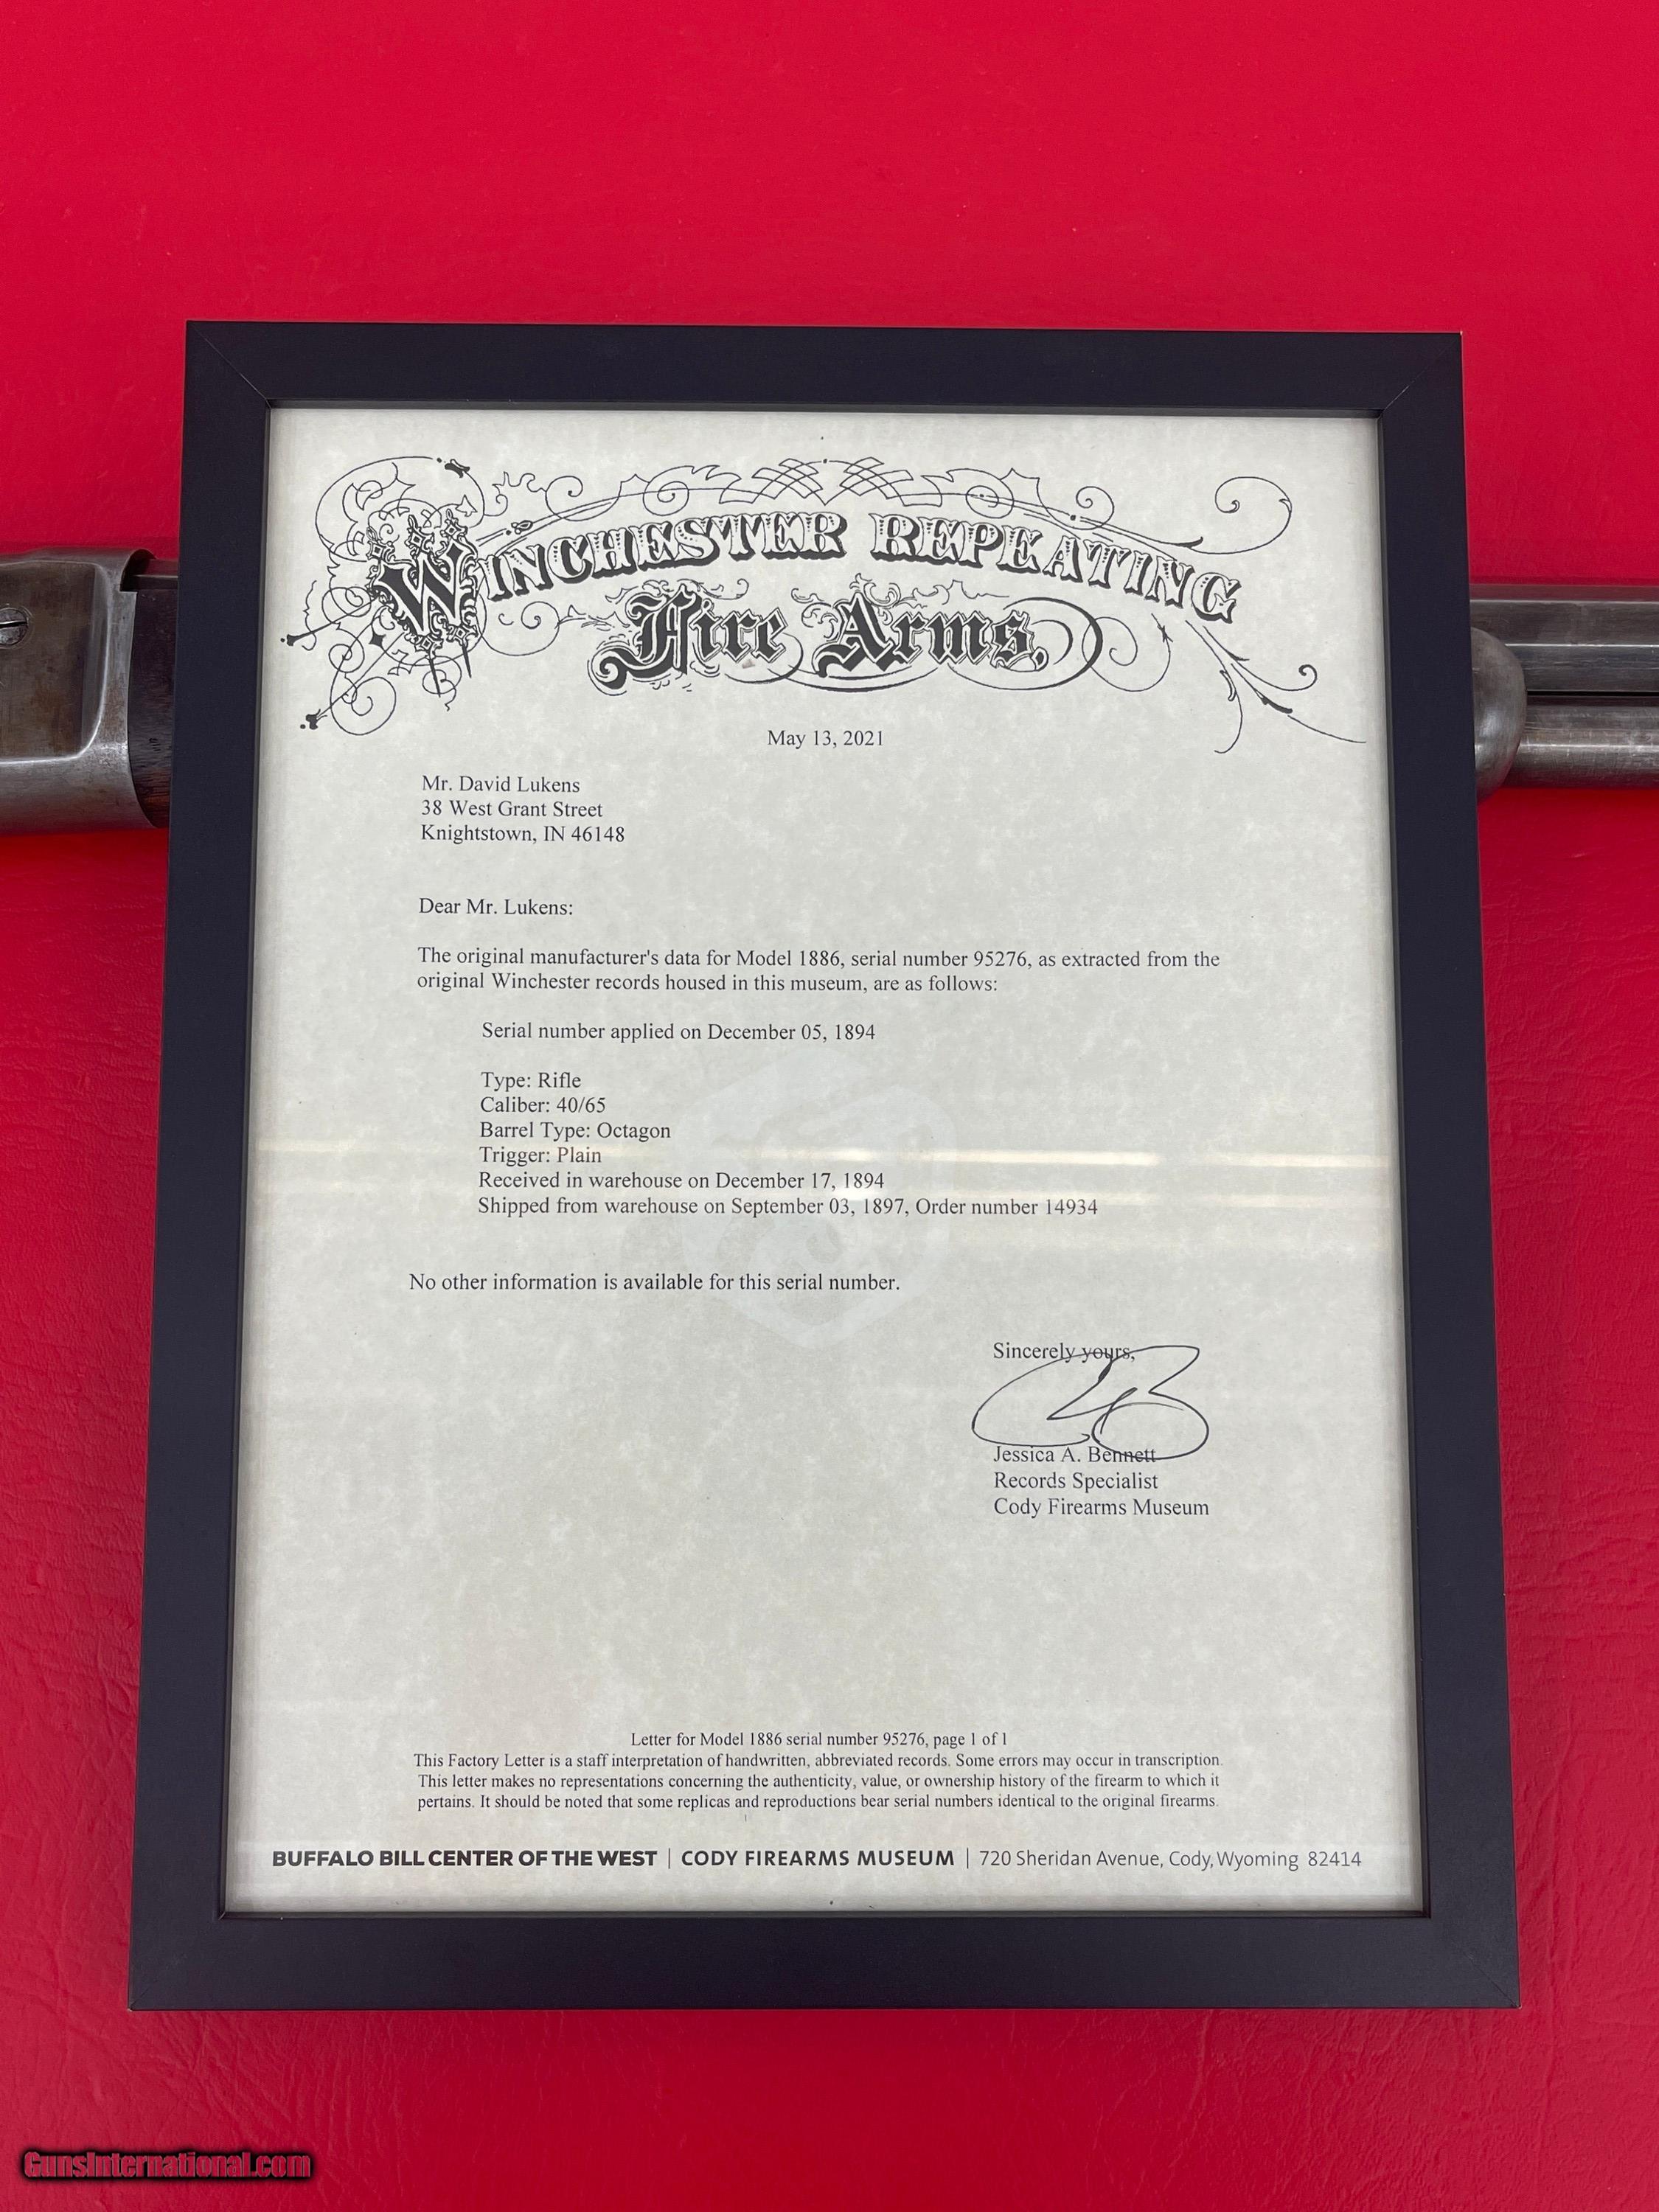 WINCHESTER REPEATING
Fire Arms,
May 13, 2021
Mr. David Lukens
38 West Grant Street
Knightstown, IN 46148
Dear Mr. Lukens:
The original manufacturer's data for Model 1886, serial number 95276, as extracted from the
original Winchester records housed in this museum, are as follows:
Serial number applied on December 05, 1894
Type: Rifle
Caliber: 40/65
Barrel Type: Octagon
Trigger: Plain
Received in warehouse on December 17, 1894
Shipped from warehouse on September 03, 1897, Order number 14934
No other information is available for this serial number.
Sincerely yours,
Jessica A. Bennett
Records Specialist
Cody Firearms Museum
Letter for Model 1886 serial number 95276, page 1 of 1
This Factory Letter is a staff interpretation of handwritten, abbreviated records. Some errors may occur in transcription.
This letter makes no representations concerning the authenticity, value, or ownership history of the firearm to which it
pertains. It should be noted that some replicas and reproductions bear serial numbers identical to the original firearms.
BUFFALO BILL CENTER OF THE WEST | CODY FIREARMS MUSEUM | 720 Sheridan Avenue, Cody, Wyoming 82414
GunsInternational.com